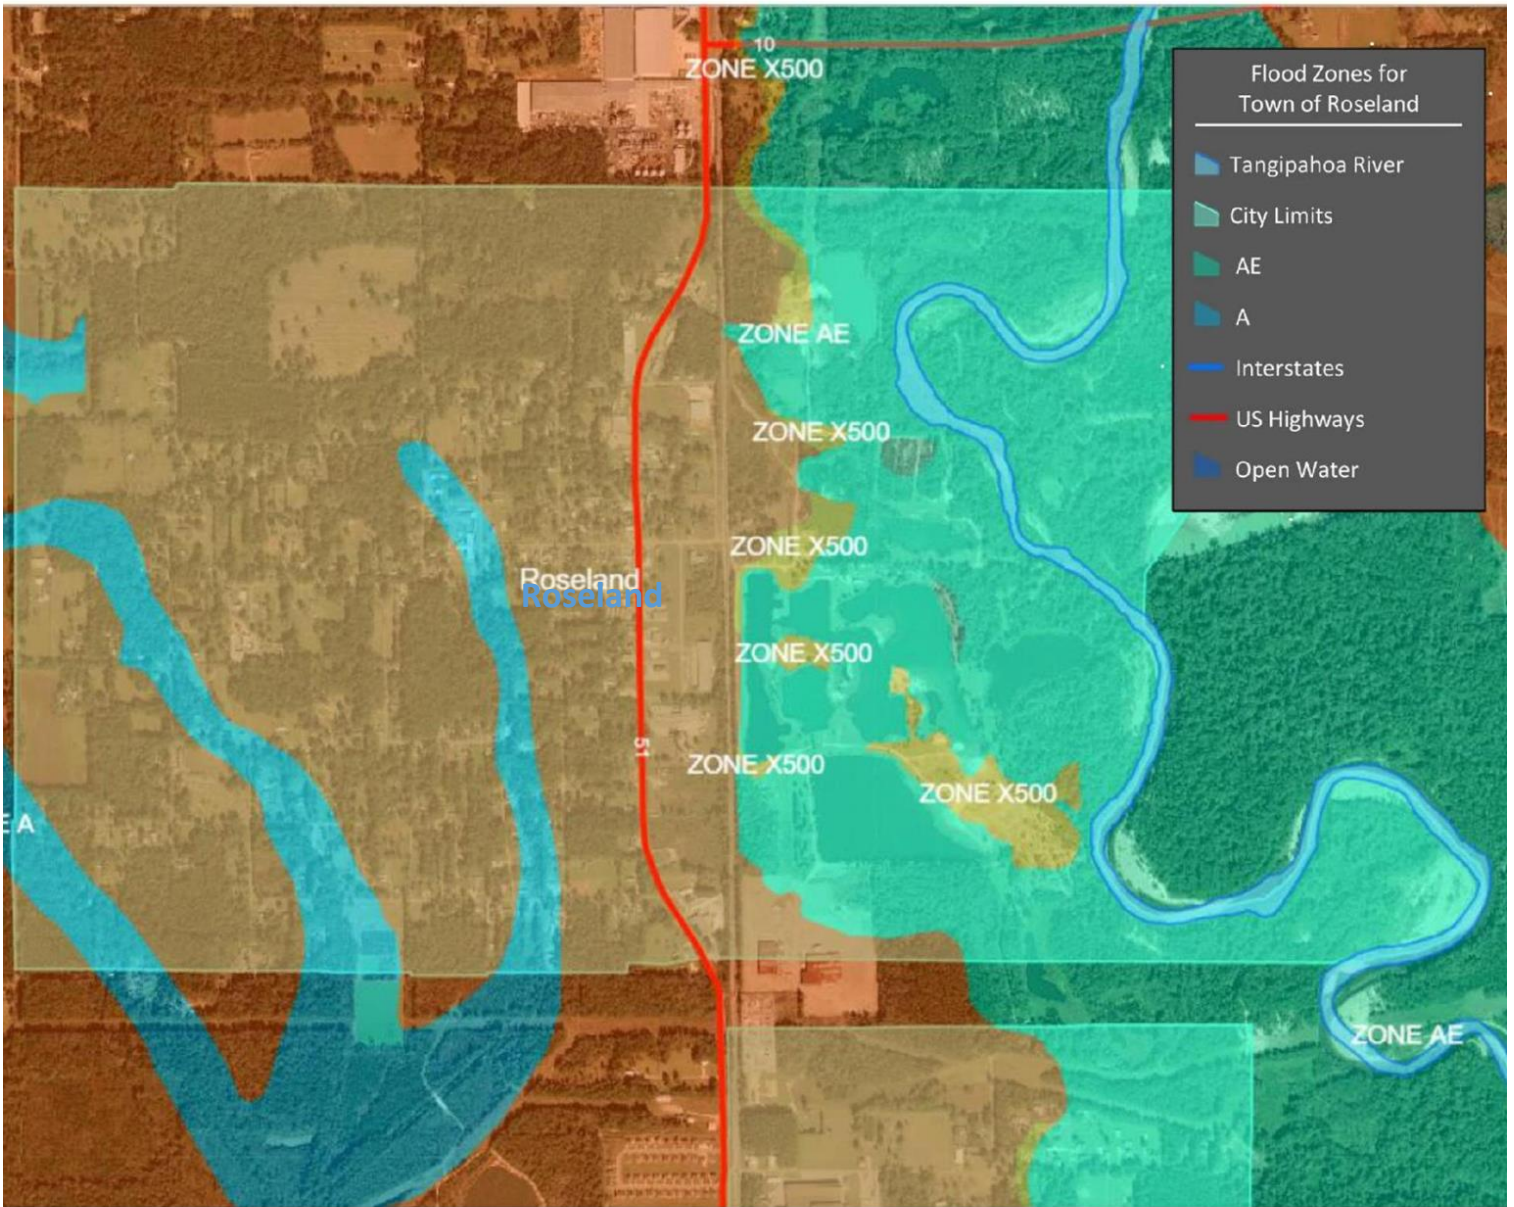 10
ZONE X500
Flood Zones for
Town of Roseland
Tangipahoa River
City Limits
AE
A
Interstates
US Highways
Open Water
ZONE AE
ZONE X500
ZONE X500
Roseland
Roseland
ZONE X500
51
ZONE X500
ZONE X500
E A
ZONE AE